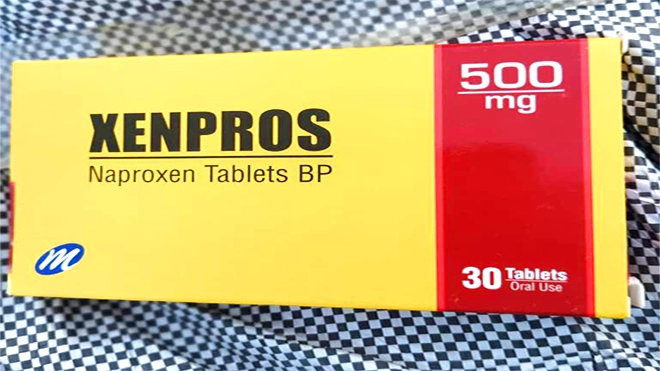 XENPROS
Naproxen Tablets BP
m
500
mg
30 Tablets
Oral Use